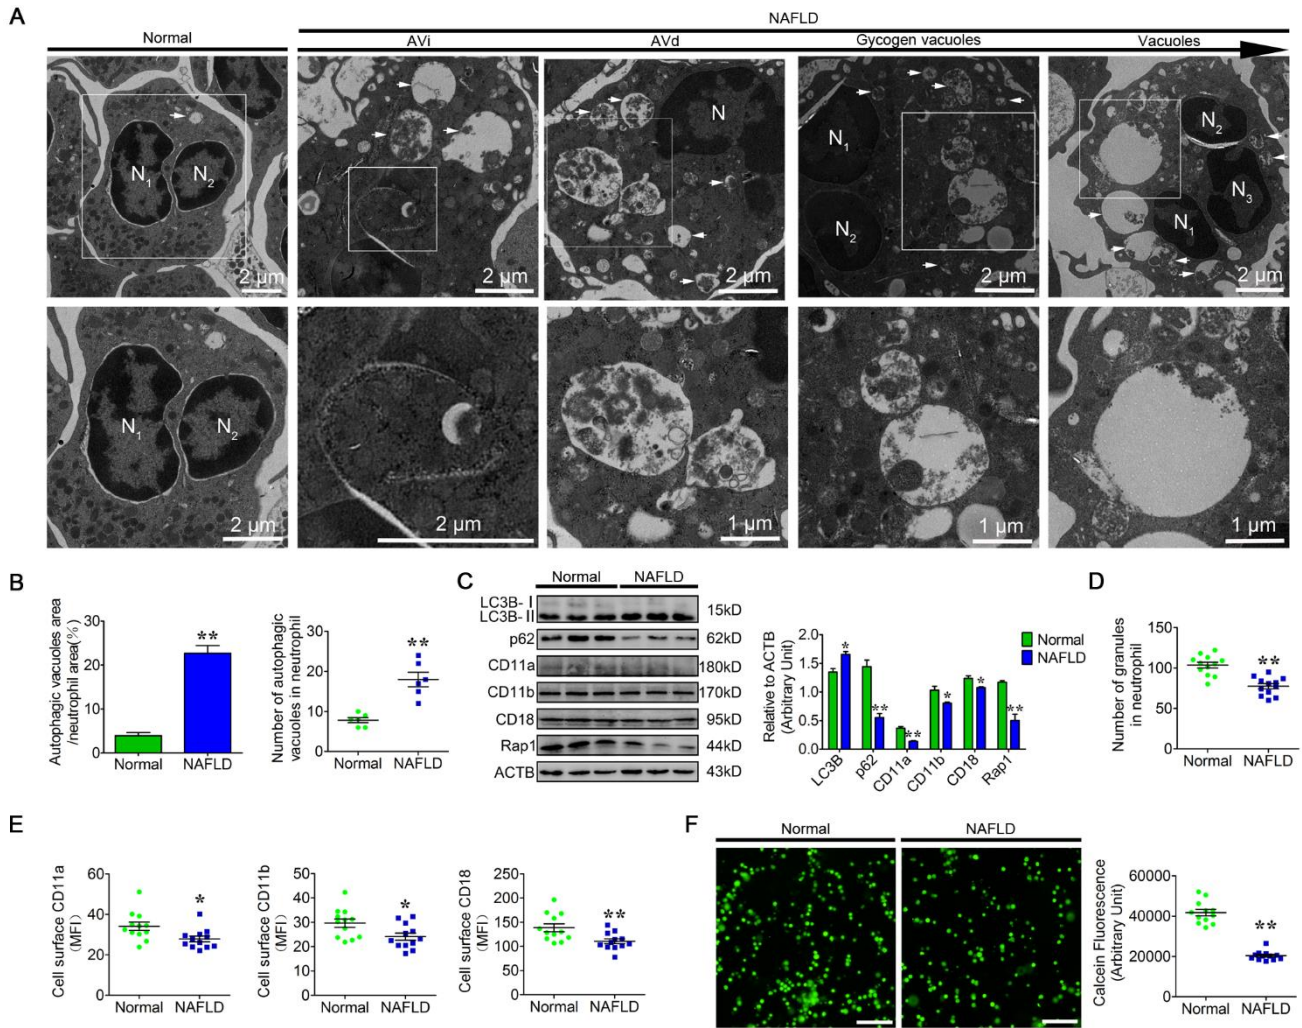 A
NAFLD
Normal
AVi
AVd
Gycogen vacuoles
Vacuoles
N1
N2
2 μm
2 μm
N
2 μm
N1
N2
2 μm
N2
N3
N1
2 μm
N1
N2
2 μm
2 μm
1 μm
1 μm
1 μm
B
Autophagic vacuoles area
/neutrophil area(%)
30
20
10
0
**
Normal
NAFLD
Number of autophagic
vacuoles in neutrophil
30
20
10
0
**
Normal
NAFLD
C
Normal
NAFLD
LC3B- I
LC3B- II
15kD
p62
62kD
CD11a
180kD
CD11b
170kD
CD18
95kD
Rap1
44kD
ACTB
43kD
Relative to ACTB
(Arbitrary Unit)
2.0
1.5
1.0
0.5
0.0
*
**
**
*
*
**
Normal
NAFLD
LC3B
p62
CD11a
CD11b
CD18
Rap1
D
Number of granules
in neutrophil
150
100
50
0
**
Normal
NAFLD
E
Cell surface CD11a
(MFI)
60
40
20
0
*
Normal
NAFLD
Cell surface CD11b
(MFI)
50
40
30
20
10
0
*
Normal
NAFLD
Cell surface CD18
(MFI)
250
200
150
100
50
0
**
Normal
NAFLD
F
Normal
NAFLD
Calcein Fluorescence
(Arbitrary Unit)
60000
40000
20000
0
**
Normal
NAFLD